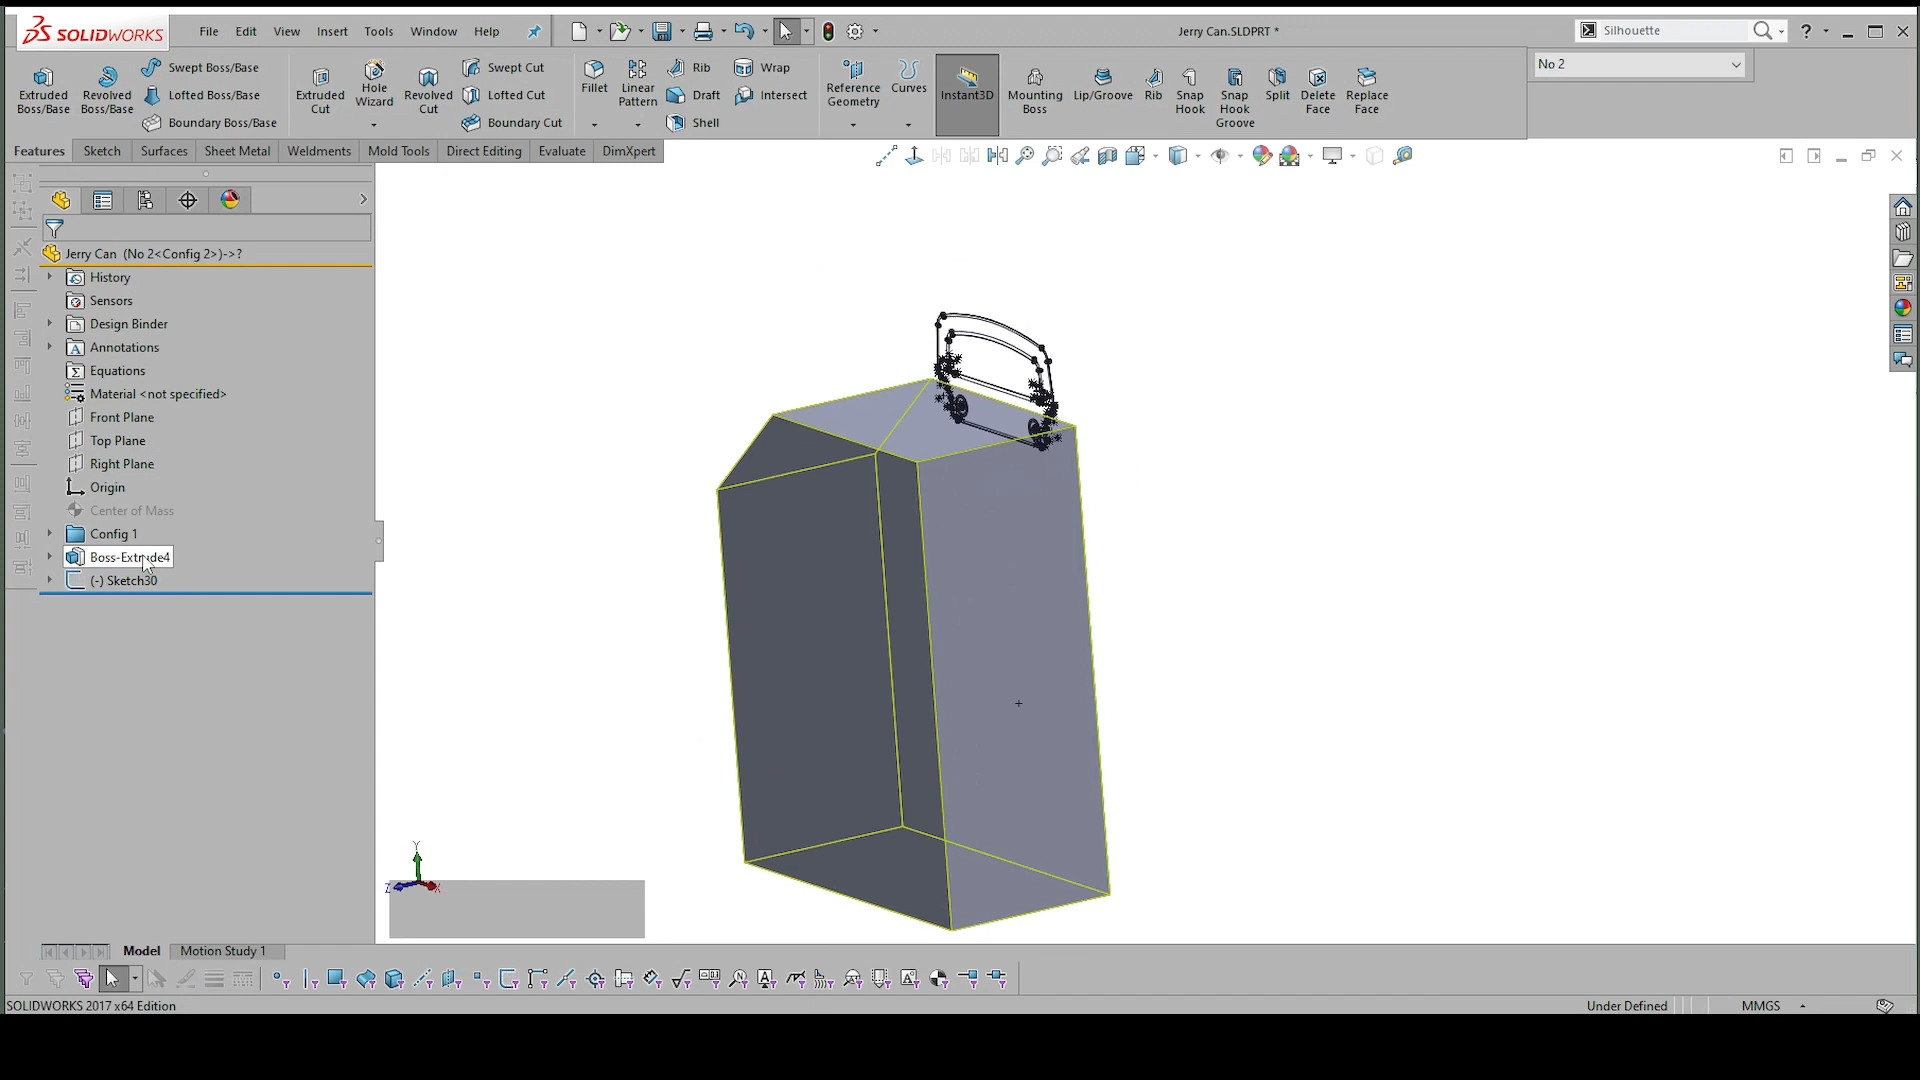 SOLIDWORKS File Edit View Insert Tools Window Help Jerry Can.SLDPRT * Silhouette ?
No 2
Extruded Boss/Base
Revolved Boss/Base
Swept Boss/Base
Lofted Boss/Base
Boundary Boss/Base
Extruded Cut
Hole Wizard
Revolved Cut
Swept Cut
Lofted Cut
Boundary Cut
Fillet
Linear Pattern
Rib
Draft
Shell
Wrap
Intersect
Reference Geometry
Curves
Instant3D
Mounting Boss
Lip/Groove
Rib
Snap Hook
Snap Hook Groove
Split
Delete Face
Replace Face
Features Sketch Surfaces Sheet Metal Weldments Mold Tools Direct Editing Evaluate DimXpert
Jerry Can (No 2<Config 2>)->?
History
Sensors
Design Binder
Annotations
Equations
Material <not specified>
Front Plane
Top Plane
Right Plane
Origin
Center of Mass
Config 1
Boss-Extrude4
(-) Sketch30
Y
Z X
Model Motion Study 1
SOLIDWORKS 2017 x64 Edition Under Defined MMGS